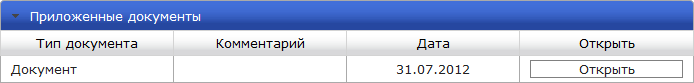 Приложенные документы
Тип документа Комментарий Дата Открыть
Документ 31.07.2012 Открыть